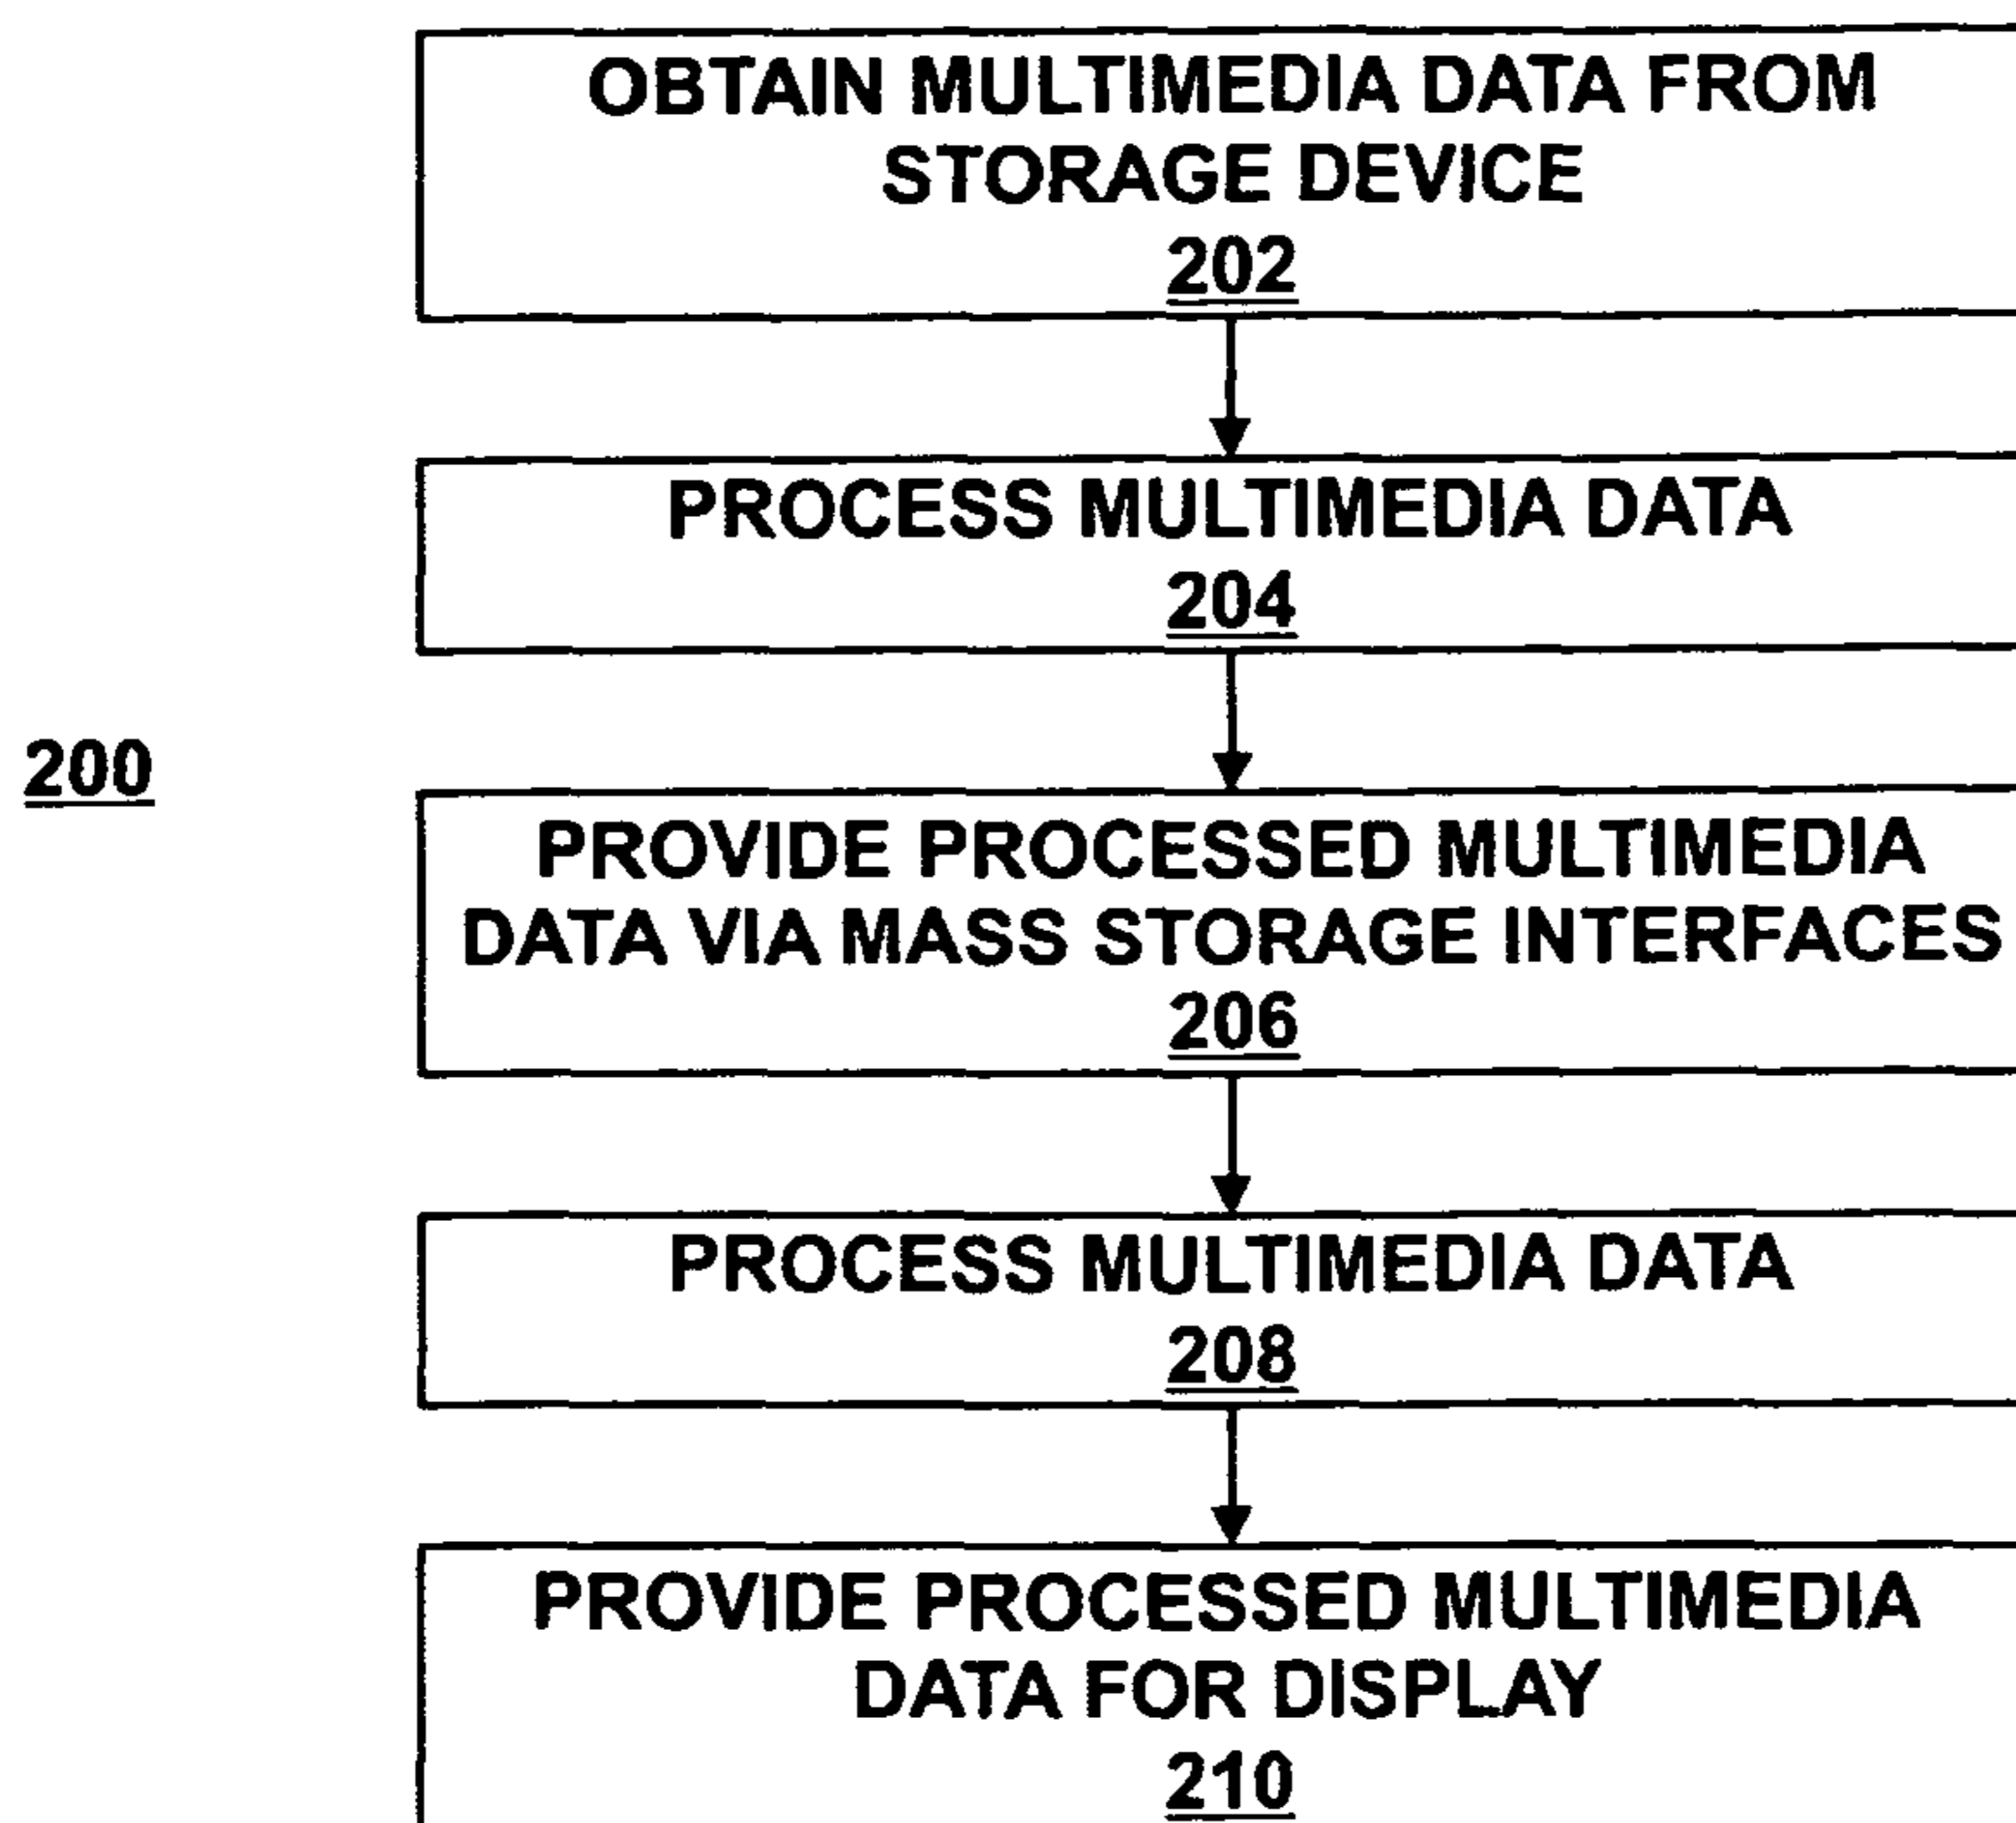 OBTAIN MULTIMEDIA DATA FROM
STORAGE DEVICE
202
PROCESS MULTIMEDIA DATA
204
200
PROVIDE PROCESSED MULTIMEDIA
DATA VIA MASS STORAGE INTERFACES
206
PROCESS MULTIMEDIA DATA
208
PROVIDE PROCESSED MULTIMEDIA
DATA FOR DISPLAY
210